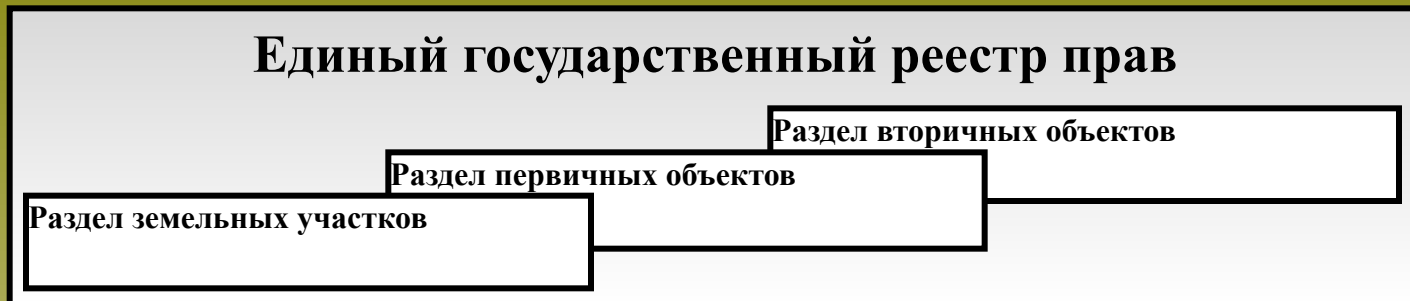 Единый государственный реестр прав
Раздел вторичных объектов
Раздел первичных объектов
Раздел земельных участков